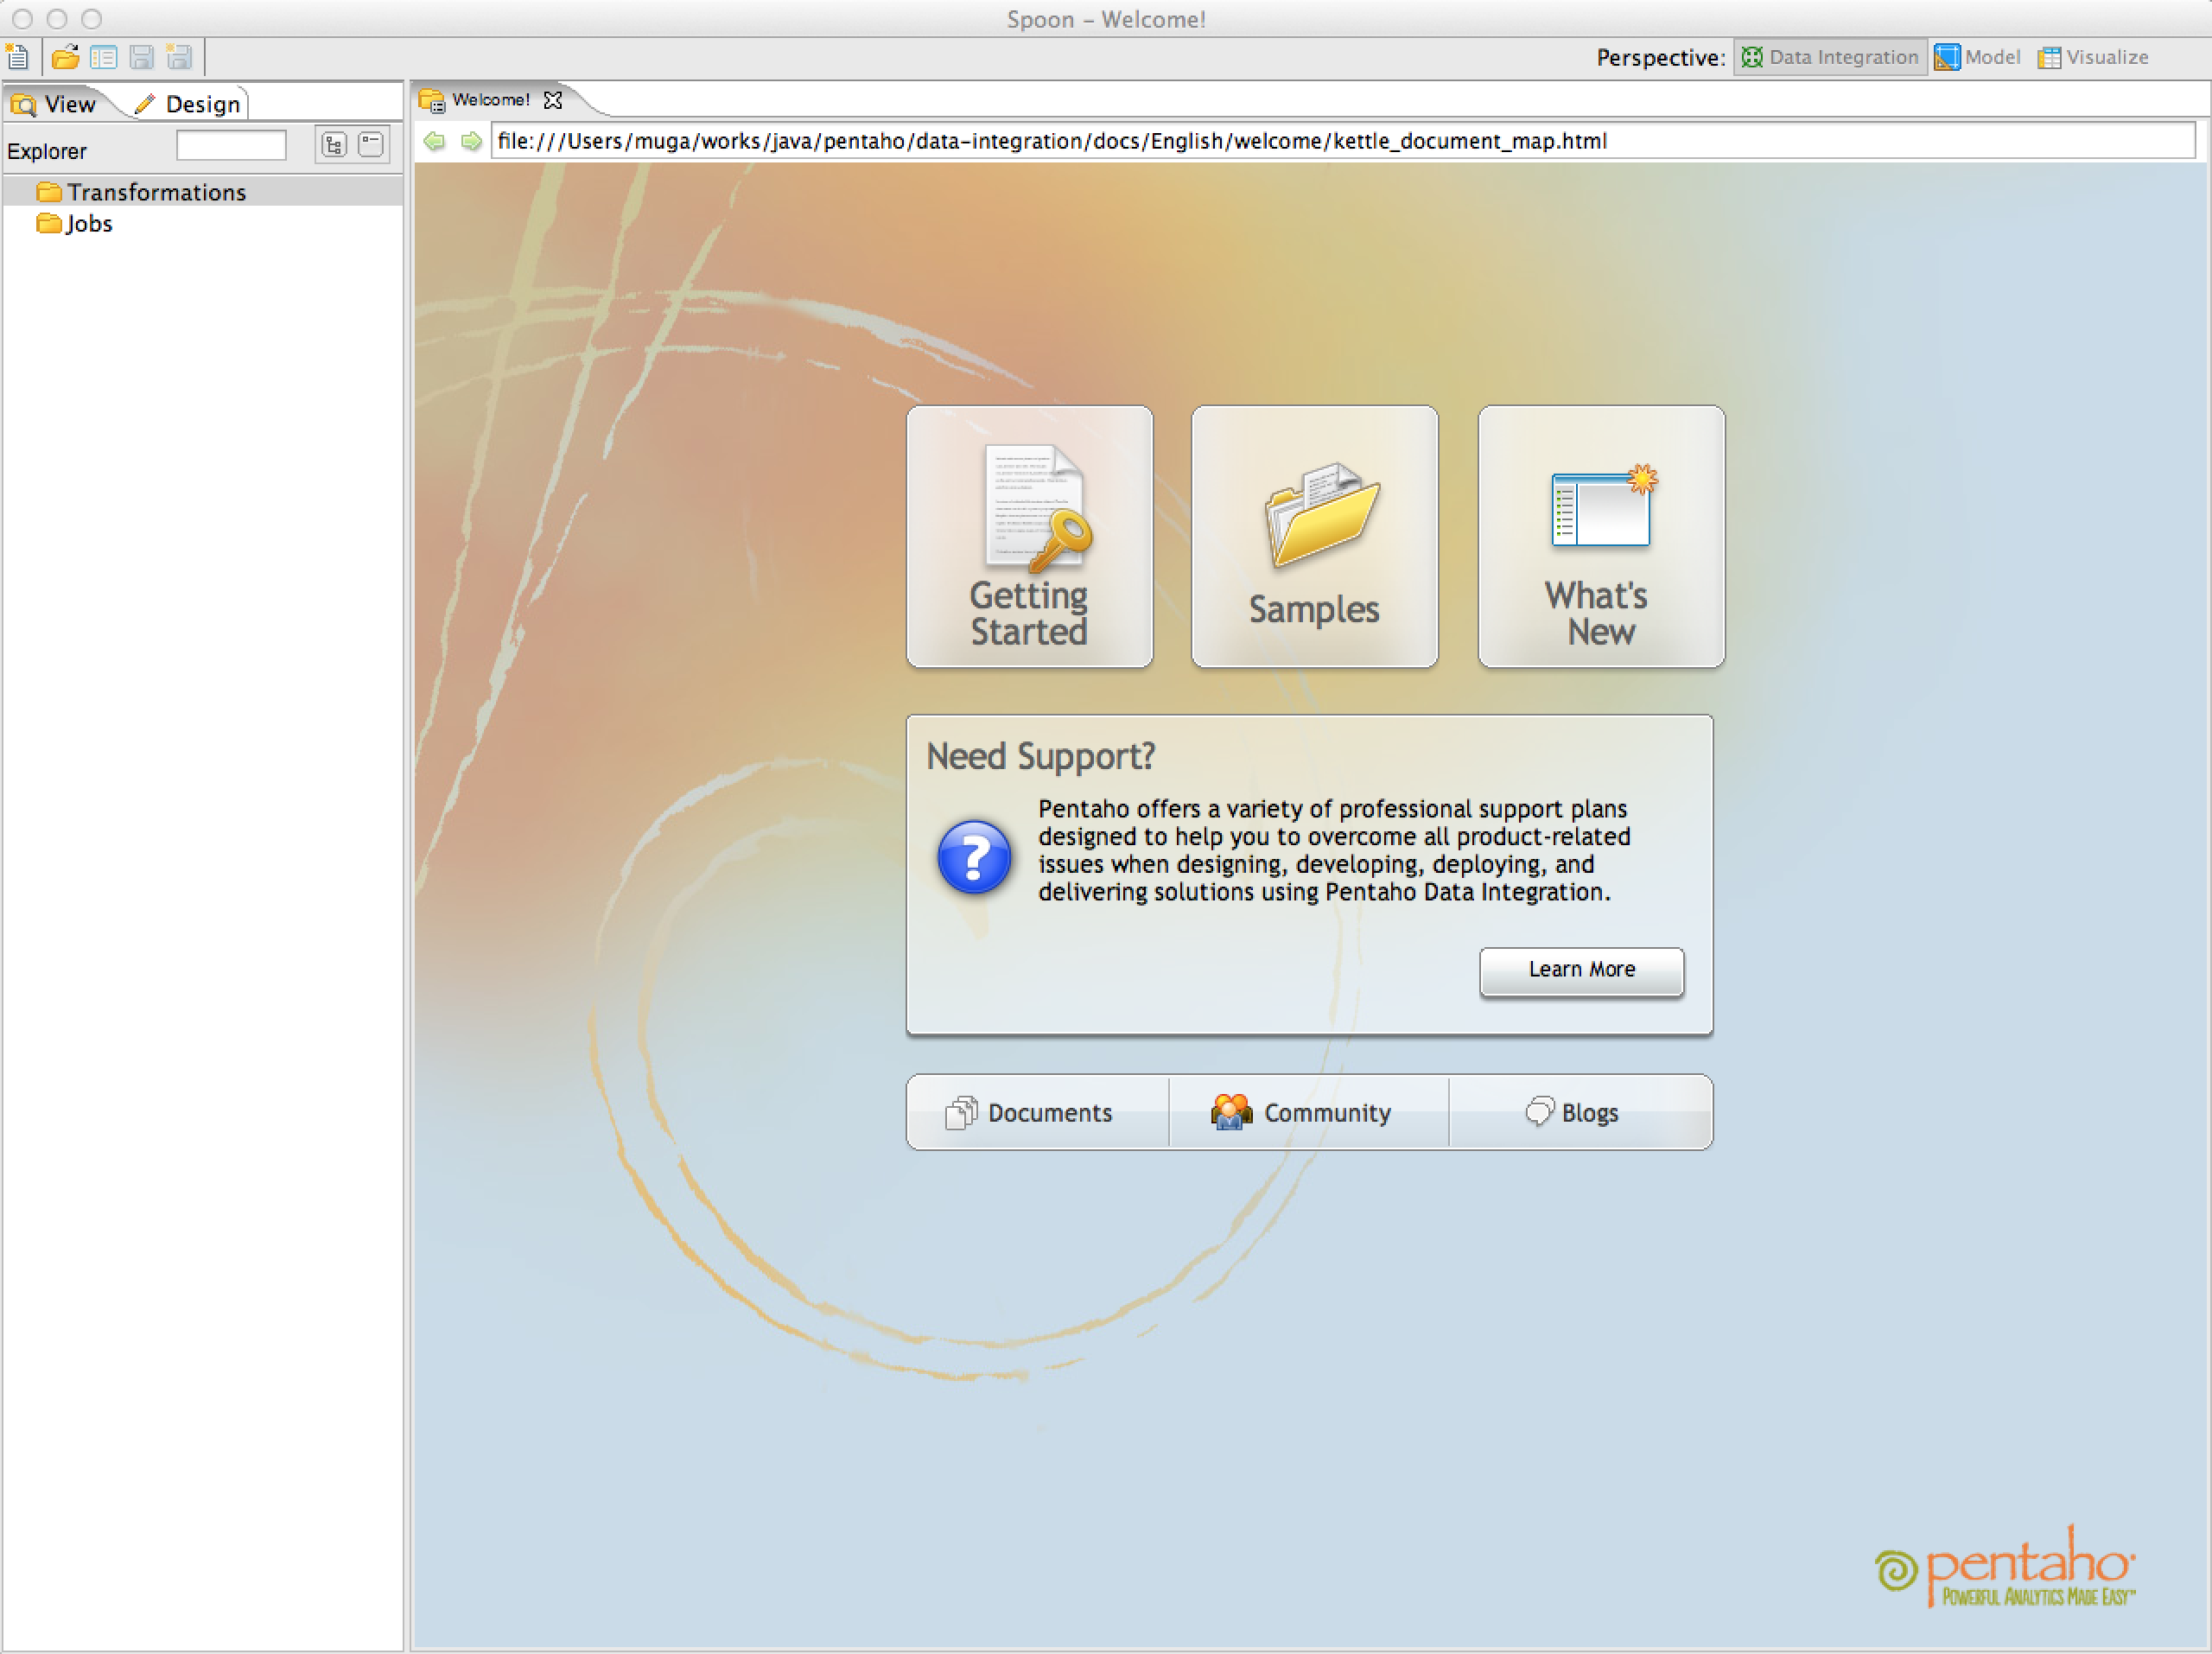 Spoon – Welcome!
Perspective: Data Integration Model Visualize
View Design
Welcome!
Explorer
file:///Users/muga/works/java/pentaho/data-integration/docs/English/welcome/kettle_document_map.html
Transformations
Jobs
Getting
Started
Samples
What's
New
Need Support?
Pentaho offers a variety of professional support plans
designed to help you to overcome all product-related
issues when designing, developing, deploying, and
delivering solutions using Pentaho Data Integration.
Learn More
Documents
Community
Blogs
pentaho
POWERFUL ANALYTICS MADE EASY™